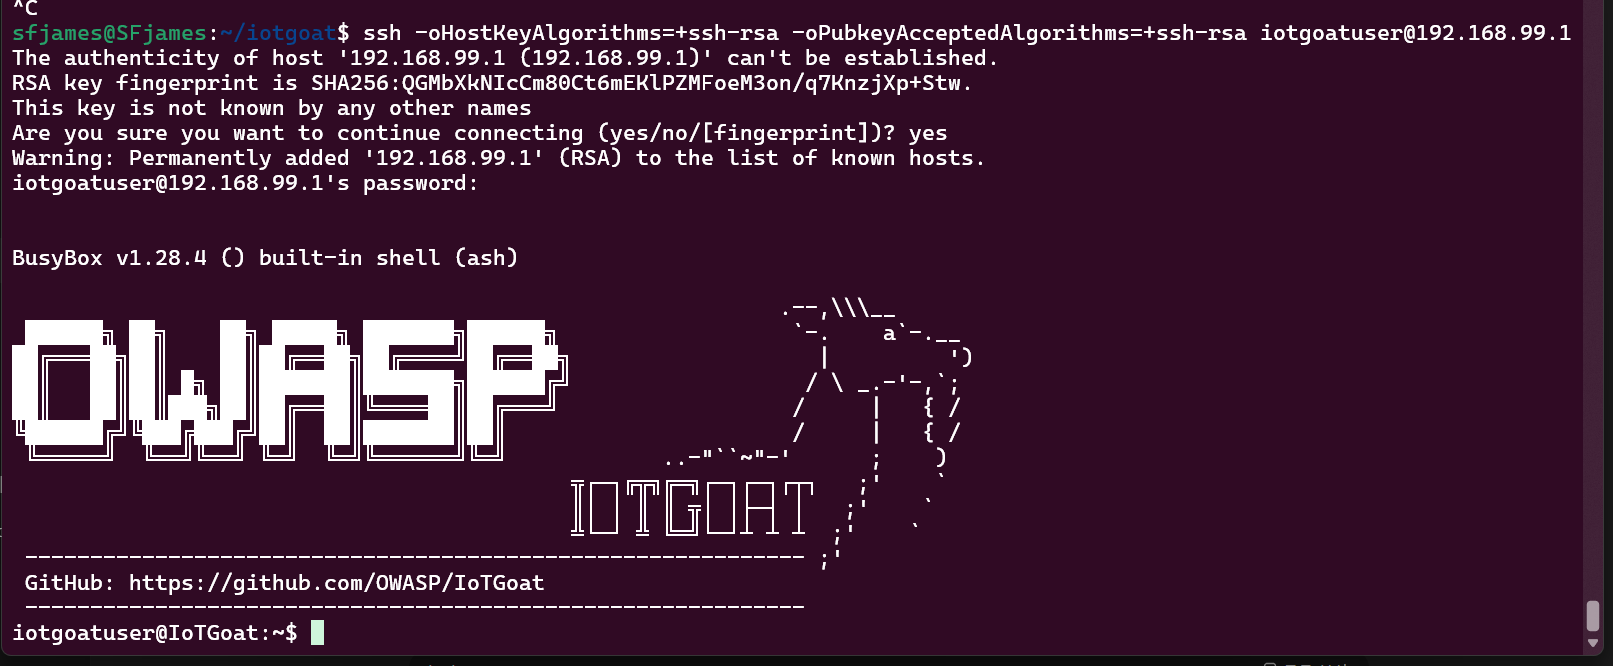 ^C
sfjames@SFjames:~/iotgoat$ ssh -oHostKeyAlgorithms=+ssh-rsa -oPubkeyAcceptedAlgorithms=+ssh-rsa iotgoatuser@192.168.99.1
The authenticity of host '192.168.99.1 (192.168.99.1)' can't be established.
RSA key fingerprint is SHA256:QGMbXkNIcCm80Ct6mEKlPZMFoeM3on/q7KnzjXp+Stw.
This key is not known by any other names
Are you sure you want to continue connecting (yes/no/[fingerprint])? yes
Warning: Permanently added '192.168.99.1' (RSA) to the list of known hosts.
iotgoatuser@192.168.99.1's password:
BusyBox v1.28.4 () built-in shell (ash)
OWASP
IOTGOAT
------------------------------------------------------------
GitHub: https://github.com/OWASP/IoTGoat
------------------------------------------------------------
iotgoatuser@IoTGoat:~$